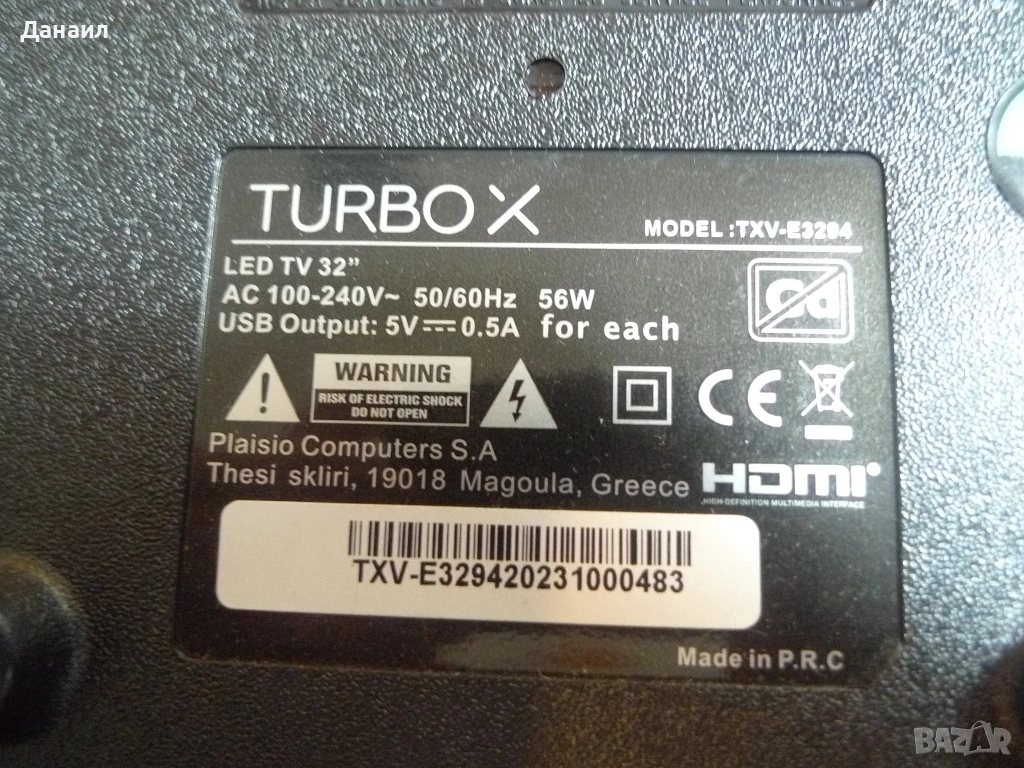 Данаил
TURBO X
MODEL :TXV-E3294
LED TV 32”
AC 100-240V~ 50/60Hz 56W
USB Output: 5V⎓0.5A for each
Cd
WARNING
RISK OF ELECTRIC SHOCK
DO NOT OPEN
CE
Plaisio Computers S.A
Thesi skliri, 19018 Magoula, Greece
HDMI
HIGH-DEFINITION MULTIMEDIA INTERFACE
TXV-E329420231000483
Made in P.R.C
BAZAR